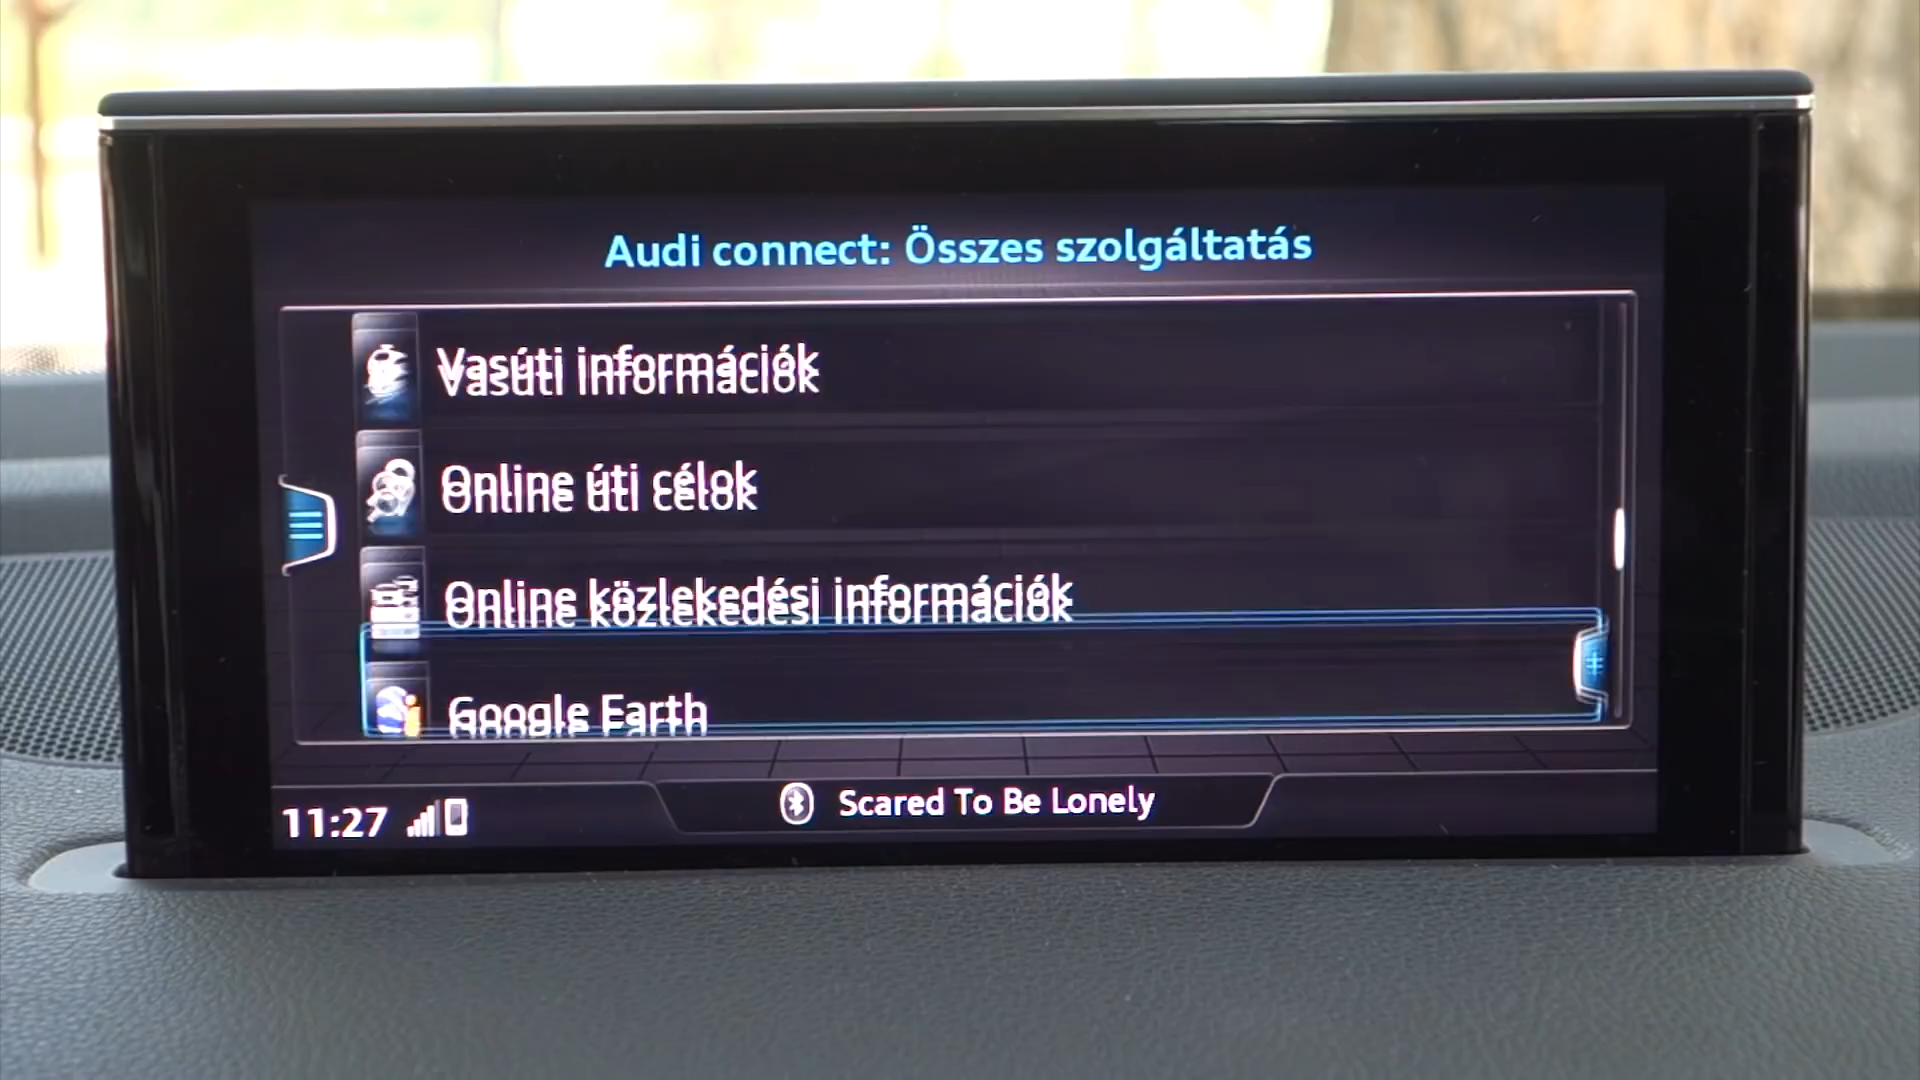 Audi connect: Összes szolgáltatás
Vasúti információk
Online úti célok
Online közlekedési információk
Google Earth
11:27
Scared To Be Lonely